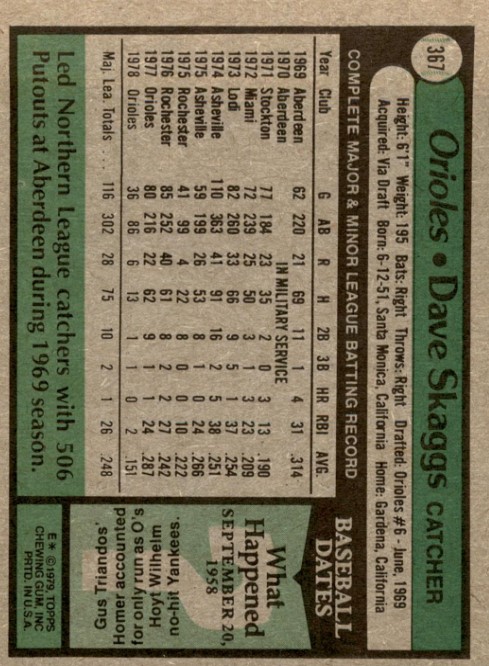 367
Orioles • Dave Skaggs CATCHER
Height: 6'1" Weight: 195 Bats: Right Throws: Right Drafted: Orioles #6 - June, 1969
Acquired: Via Draft Born: 6-12-51, Santa Monica, California Home: Gardena, California
COMPLETE MAJOR & MINOR LEAGUE BATTING RECORD
Year Club G AB R H 2B 3B HR RBI AVG.
1969 Aberdeen 62 220 21 69 11 1 4 31 .314
1970 Aberdeen IN MILITARY SERVICE
1971 Stockton 77 184 23 35 2 0 3 13 .190
1972 Miami 72 239 25 50 3 1 3 23 .209
1973 Lodi 82 260 33 66 9 5 1 37 .254
1974 Asheville 110 363 41 91 16 2 5 38 .251
1975 Asheville 59 199 26 53 8 1 5 24 .266
1975 Rochester 41 99 4 22 8 0 0 10 .222
1976 Rochester 85 252 40 61 8 2 2 27 .242
1977 Orioles 80 216 22 62 9 1 1 24 .287
1978 Orioles 36 86 6 13 1 1 0 2 .151
Maj. Lea. Totals . . . 116 302 28 75 10 2 1 26 .248
Led Northern League catchers with 506
Putouts at Aberdeen during 1969 season.
BASEBALL
DATES
What
Happened
SEPTEMBER 20,
1958
Gus Triandos,
Homer accounted
for only run as O's
Hoyt Wilhelm
no-hit Yankees.
E* © 1979, TOPPS
CHEWING GUM, INC
PRTD. IN U.S.A.